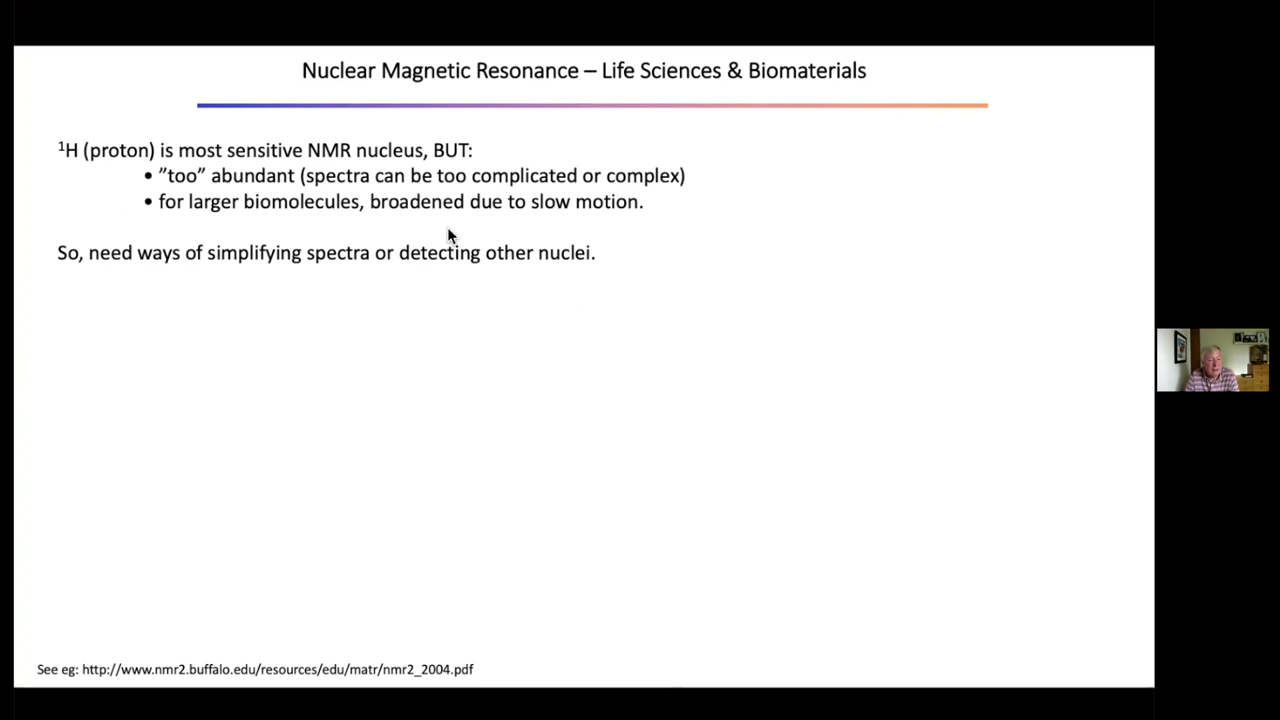 Nuclear Magnetic Resonance – Life Sciences & Biomaterials
¹H (proton) is most sensitive NMR nucleus, BUT:
• ”too” abundant (spectra can be too complicated or complex)
• for larger biomolecules, broadened due to slow motion.
So, need ways of simplifying spectra or detecting other nuclei.
See eg: http://www.nmr2.buffalo.edu/resources/edu/matr/nmr2_2004.pdf